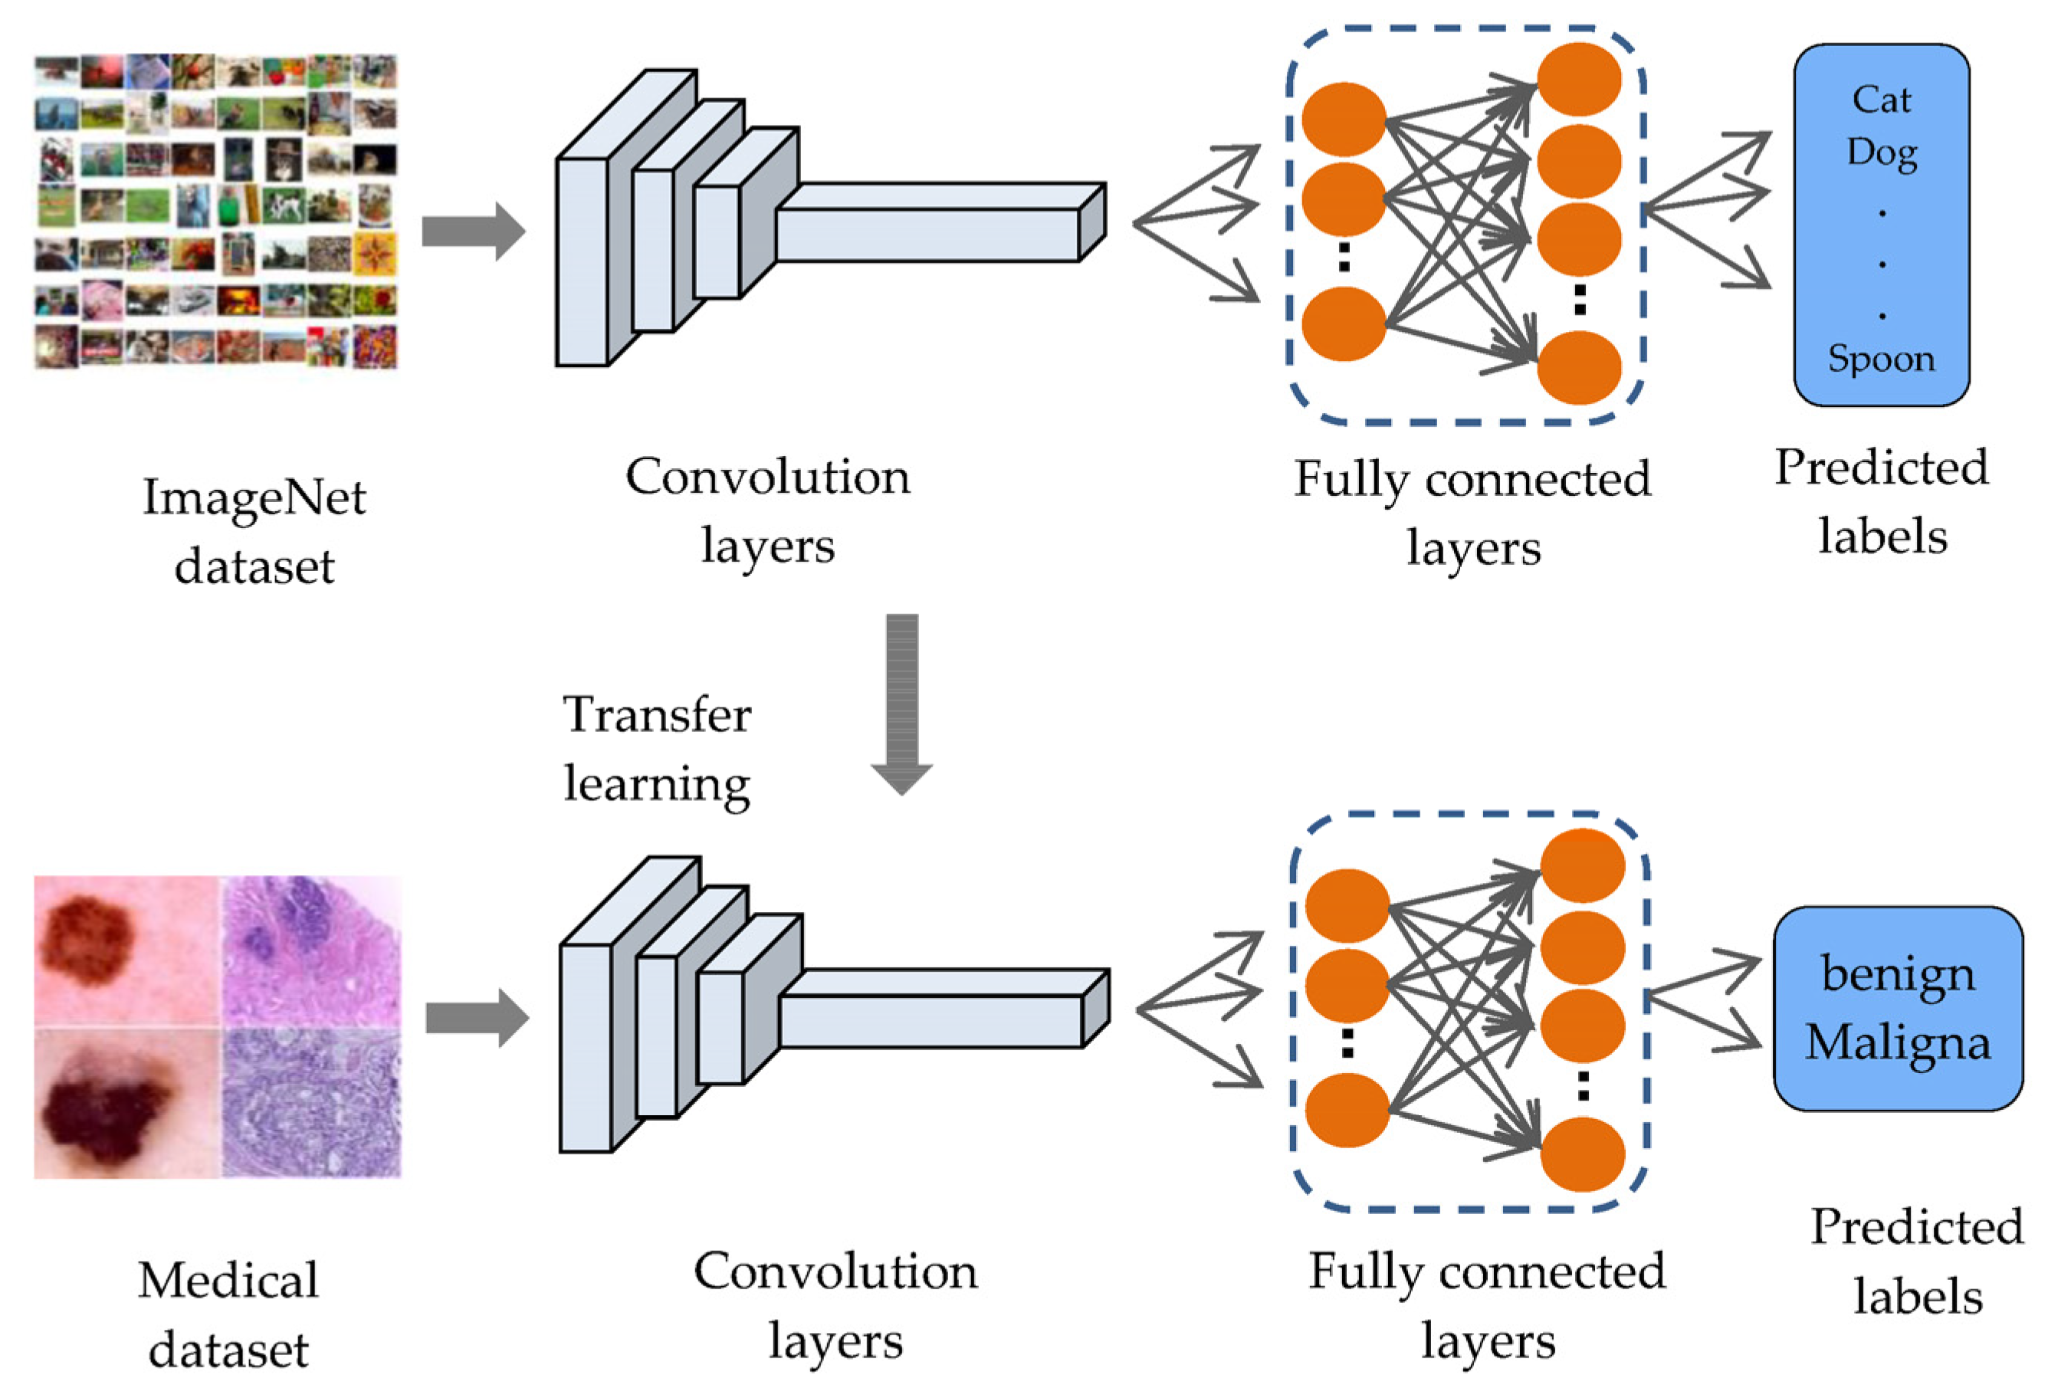 Cat
Dog
.
.
.
Spoon
ImageNet
dataset
Convolution
layers
Fully connected
layers
Predicted
labels
Transfer
learning
benign
Maligna
Medical
dataset
Convolution
layers
Fully connected
layers
Predicted
labels